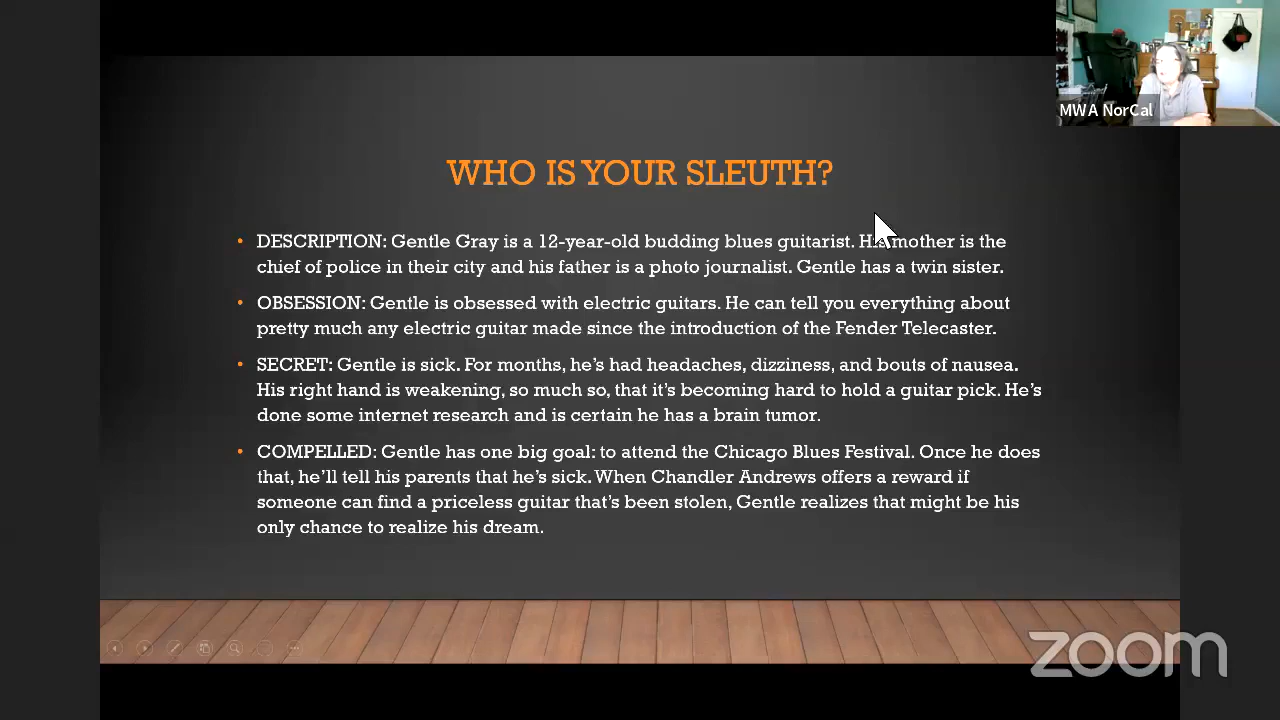 MWA NorCal
WHO IS YOUR SLEUTH?
• DESCRIPTION: Gentle Gray is a 12-year-old budding blues guitarist. mother is the
chief of police in their city and his father is a photo journalist. Gentle has a twin sister.
• OBSESSION: Gentle is obsessed with electric guitars. He can tell you everything about
pretty much any electric guitar made since the introduction of the Fender Telecaster.
• SECRET: Gentle is sick. For months, he's had headaches, dizziness, and bouts of nausea.
His right hand is weakening, so much so, that it's becoming hard to hold a guitar pick. He's
done some internet research and is certain he has a brain tumor.
• COMPELLED: Gentle has one big goal: to attend the Chicago Blues Festival. Once he does
that, he'll tell his parents that he's sick. When Chandler Andrews offers a reward if
someone can find a priceless guitar that's been stolen, Gentle realizes that might be his
only chance to realize his dream.
zoom